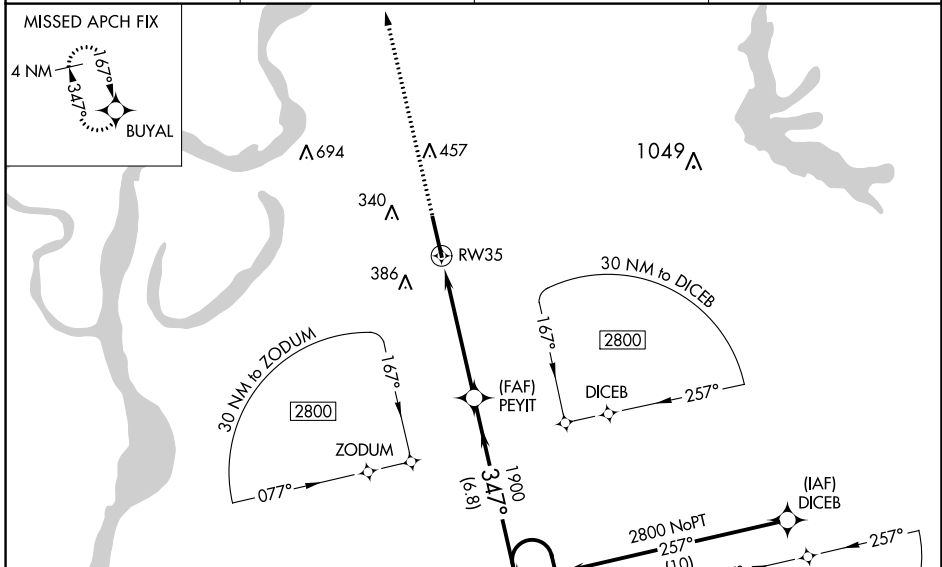 MISSED APCH FIX
4 NM
167°
347°
BUYAL
694
457
1049
340
RW35
386
30 NM to DICEB
167°
2800
DICEB
257°
30 NM to ZODUM
167°
2800
ZODUM
077°
(FAF)
PEYIT
1900
347°
(6.8)
(IAF)
DICEB
2800 NoPT
257°
(10)
257°